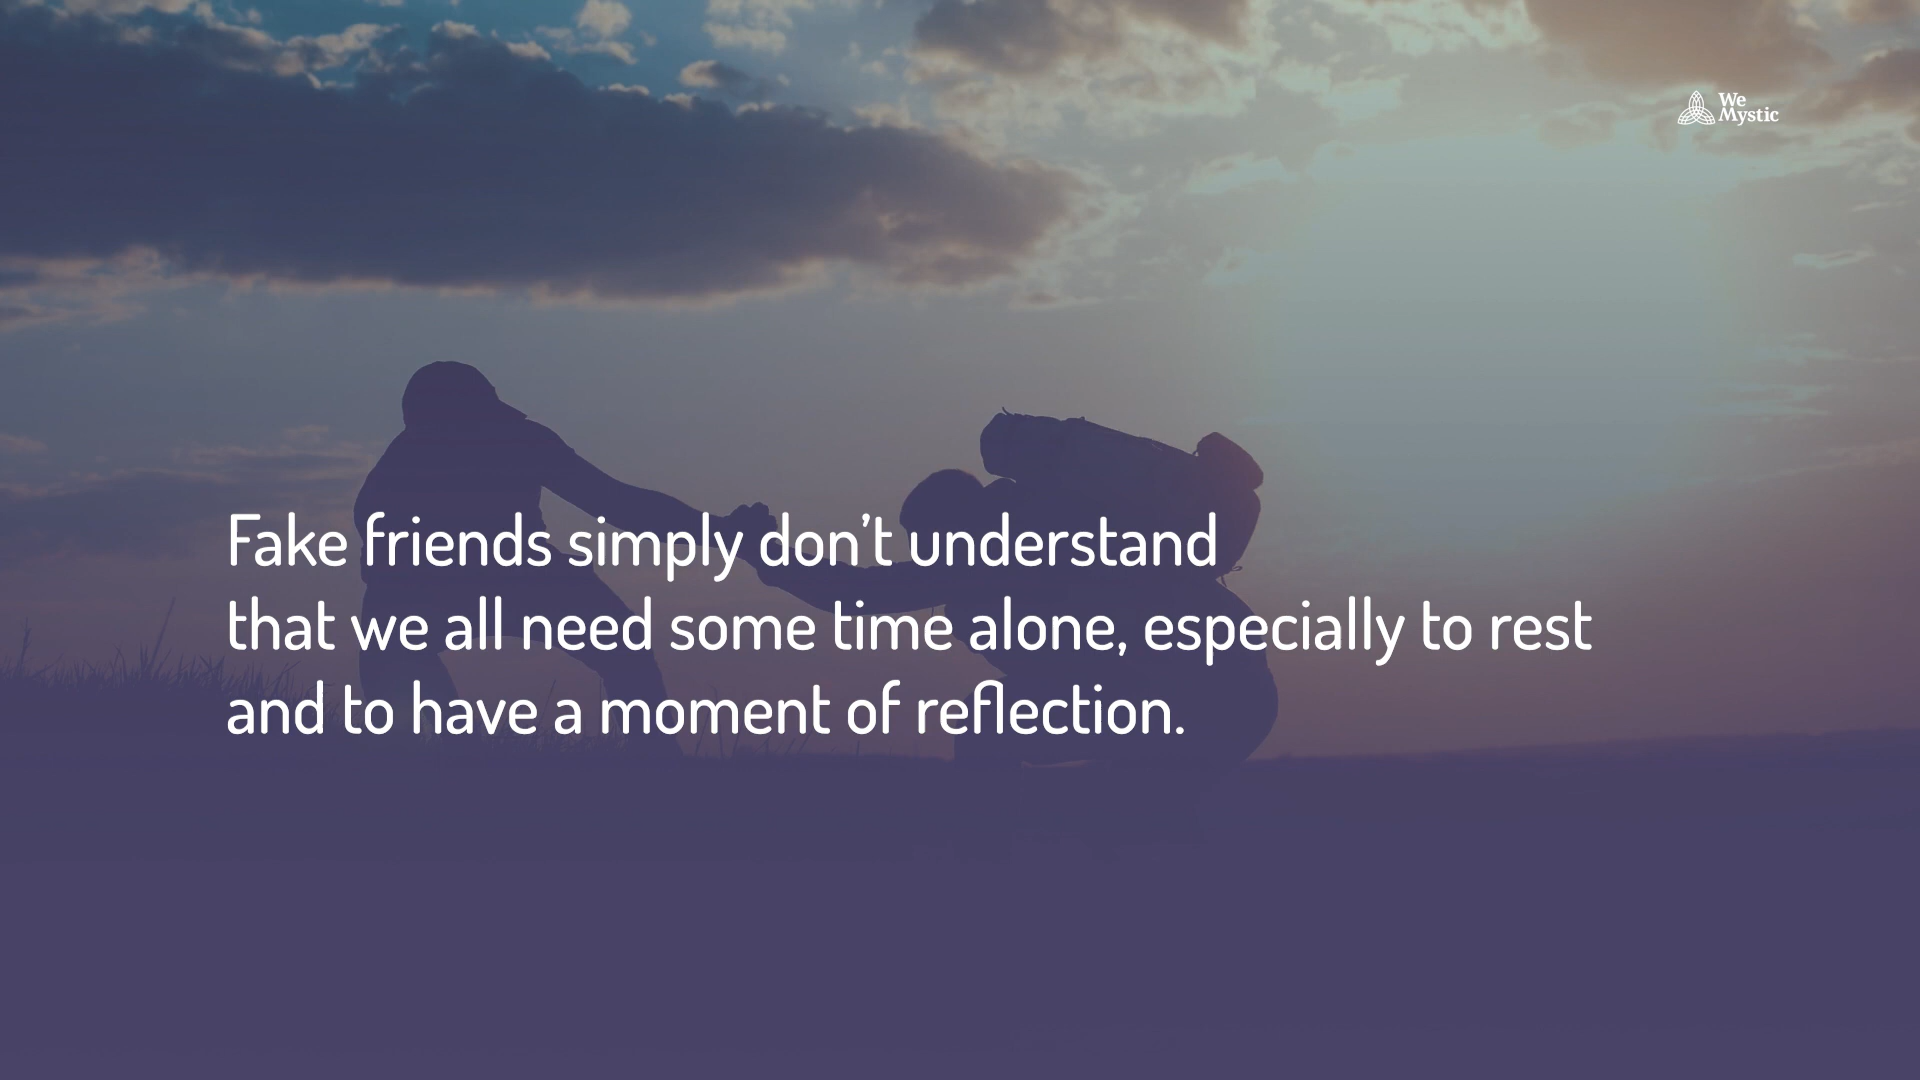 We
Mystic
Fake friends simply don’t understand
that we all need some time alone, especially to rest
and to have a moment of reflection.